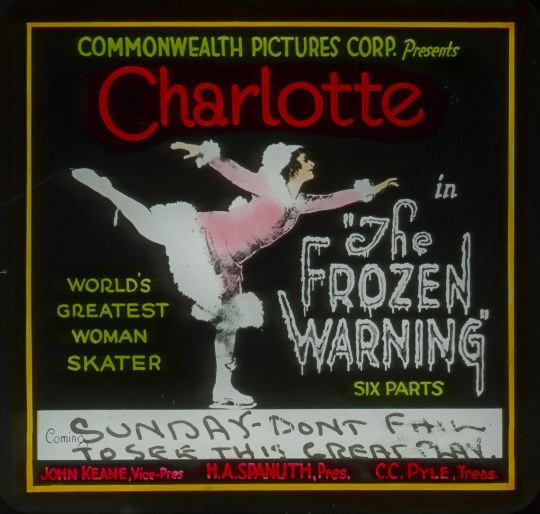 COMMONWEALTH PICTURES CORP. Presents
Charlotte
in
"The
FROZEN
WARNING"
WORLD'S
GREATEST
WOMAN
SKATER
SIX PARTS
Coming SUNDAY-DONT FAIL
TO SEE THIS GREAT PLAY.
JOHN KEANE, Vice-Pres H.A. SPANUTH, Pres. C.C. PYLE, Treas.